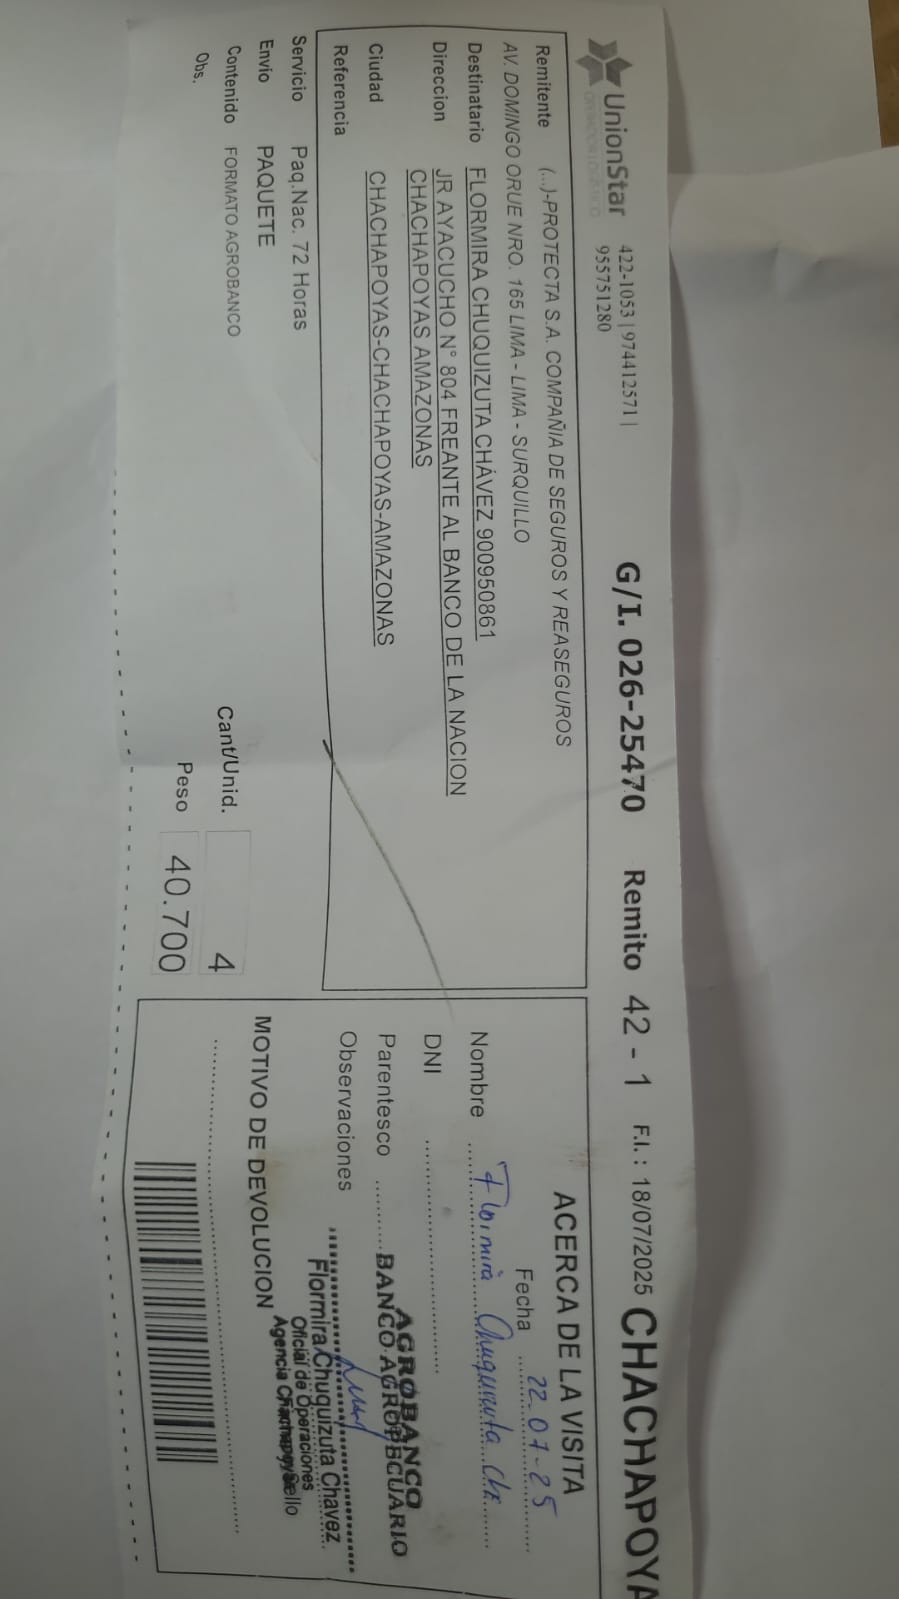 UnionStar
OPERADOR LOGISTICO
422-1053 | 974412571 |
955751280
G/I. 026-25470 Remito 42 - 1 F.I. : 18/07/2025 CHACHAPOYA
Remitente (...)-PROTECTA S.A. COMPAÑIA DE SEGUROS Y REASEGUROS
AV. DOMINGO ORUE NRO. 165 LIMA - LIMA - SURQUILLO
Destinatario FLORMIRA CHUQUIZUTA CHÁVEZ 900950861
Direccion JR AYACUCHO N° 804 FREANTE AL BANCO DE LA NACION
CHACHAPOYAS AMAZONAS
Ciudad CHACHAPOYAS-CHACHAPOYAS-AMAZONAS
Referencia
Servicio Paq.Nac. 72 Horas
Envio PAQUETE
Contenido FORMATO AGROBANCO
Obs.
Cant/Unid. 4
Peso 40.700
ACERCA DE LA VISITA
Fecha 22-07-25
Nombre Flormira Chuquizuta Ch
DNI
Parentesco
Observaciones
AGROBANCO
BANCO AGROPECUARIO
Flormira Chuquizuta Chavez
Oficial de Operaciones
Agencia Sello
MOTIVO DE DEVOLUCION